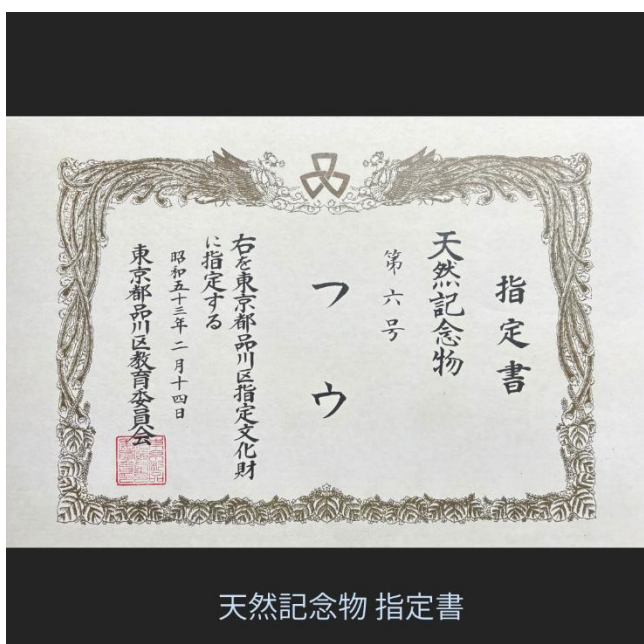 指定書
天然記念物
第六号
フウ
右を東京都品川区指定文化財
に指定する
昭和五十三年二月十四日
東京都品川区教育委員会
天然記念物 指定書